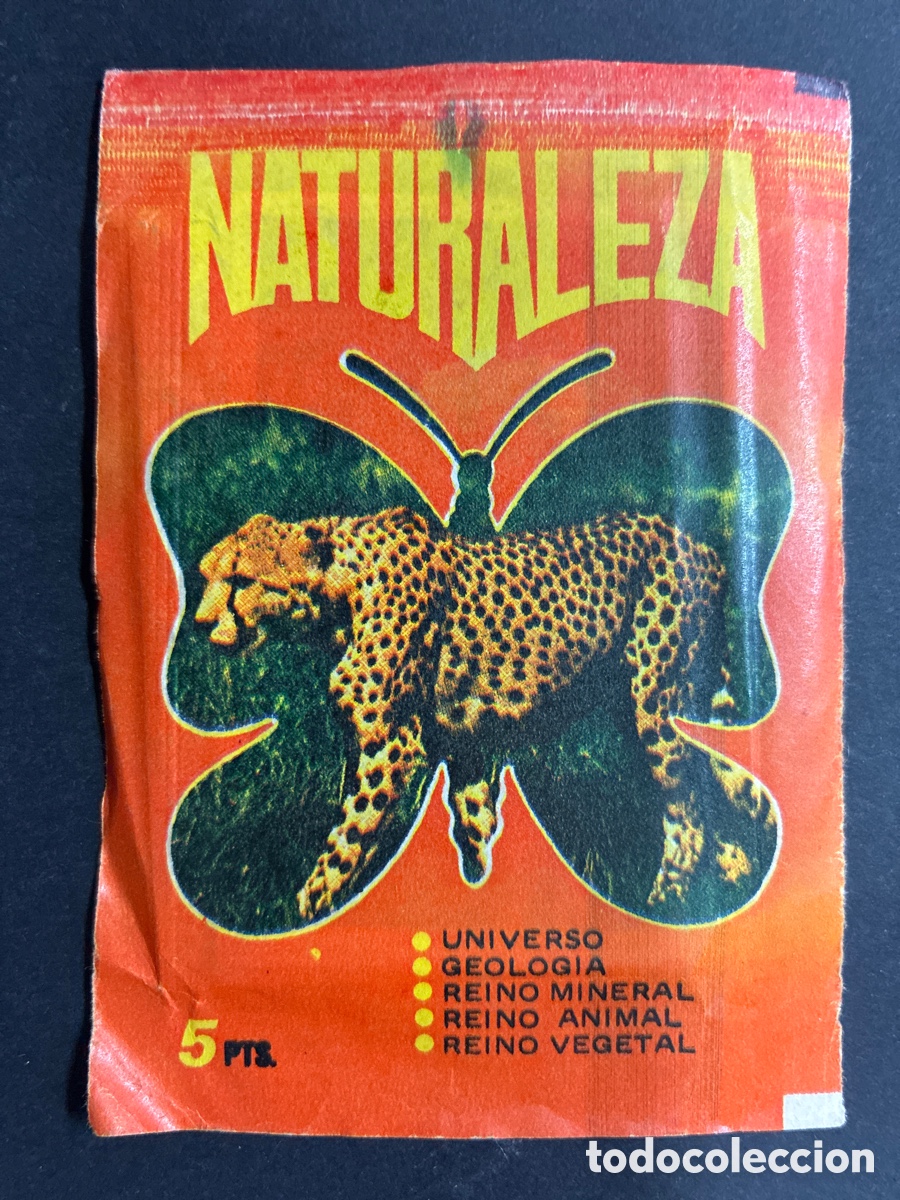 NATURALEZA
UNIVERSO
GEOLOGIA
REINO MINERAL
REINO ANIMAL
REINO VEGETAL
5 PTS.
todocoleccion